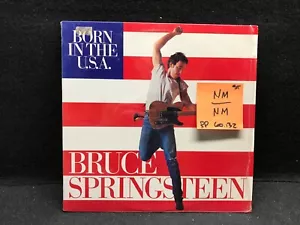 BORN
IN THE
U.S.A.
NM
NM
BRUCE
SPRINGSTEEN